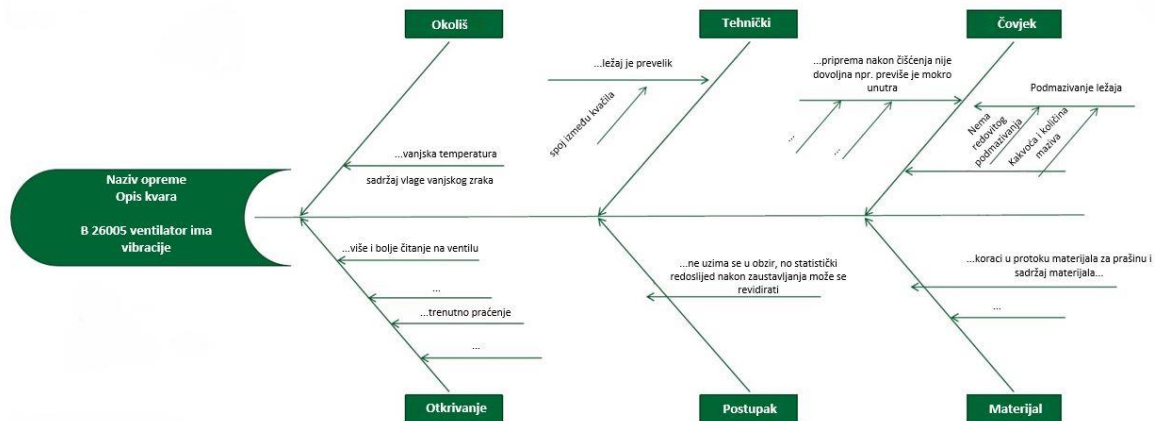 Okoliš
Tehnički
Čovjek
...ležaj je prevelik
spoj između kvačila
...priprema nakon čišćenja nije
dovoljna npr. previše je mokro
unutra
...
...
Podmazivanje ležaja
Nema
redovitog
podmazivanja
Kakvoća i količina
maziva
...vanjska temperatura
sadržaj vlage vanjskog zraka
Naziv opreme
Opis kvara
B 26005 ventilator ima
vibracije
...više i bolje čitanje na ventilu
...
...trenutno praćenje
...
...ne uzima se u obzir, no statistički
redoslijed nakon zaustavljanja može se
revidirati
...koraci u protoku materijala za prašinu i
sadržaj materijala...
...
Otkrivanje
Postupak
Materijal